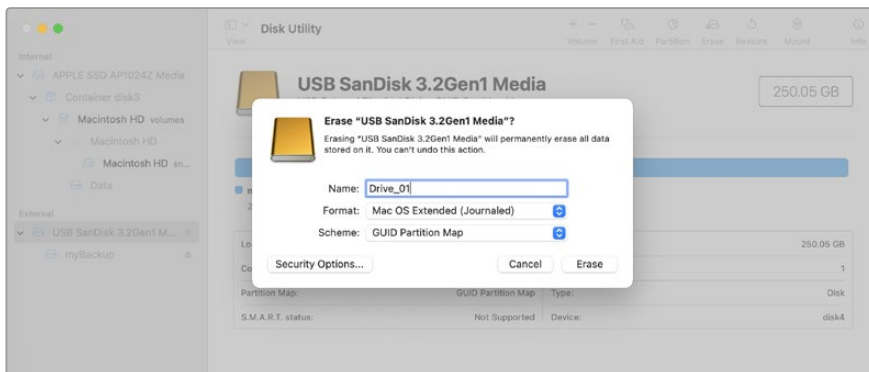 Disk Utility
View
Volume First Aid Partition Erase Restore Mount Info
Internal
APPLE SSD AP1024Z Media
Container disk3
Macintosh HD volumes
Macintosh HD
Macintosh HD sn...
Data
External
USB SanDisk 3.2Gen1 M...
myBackup
USB SanDisk 3.2Gen1 Media
250.05 GB
Erase “USB SanDisk 3.2Gen1 Media”?
Erasing “USB SanDisk 3.2Gen1 Media” will permanently erase all data
stored on it. You can’t undo this action.
Name: Drive_01
Format: Mac OS Extended (Journaled)
Scheme: GUID Partition Map
Security Options... Cancel Erase
250.05 GB
1
Partition Map: GUID Partition Map Type: Disk
S.M.A.R.T. status: Not Supported Device: disk4